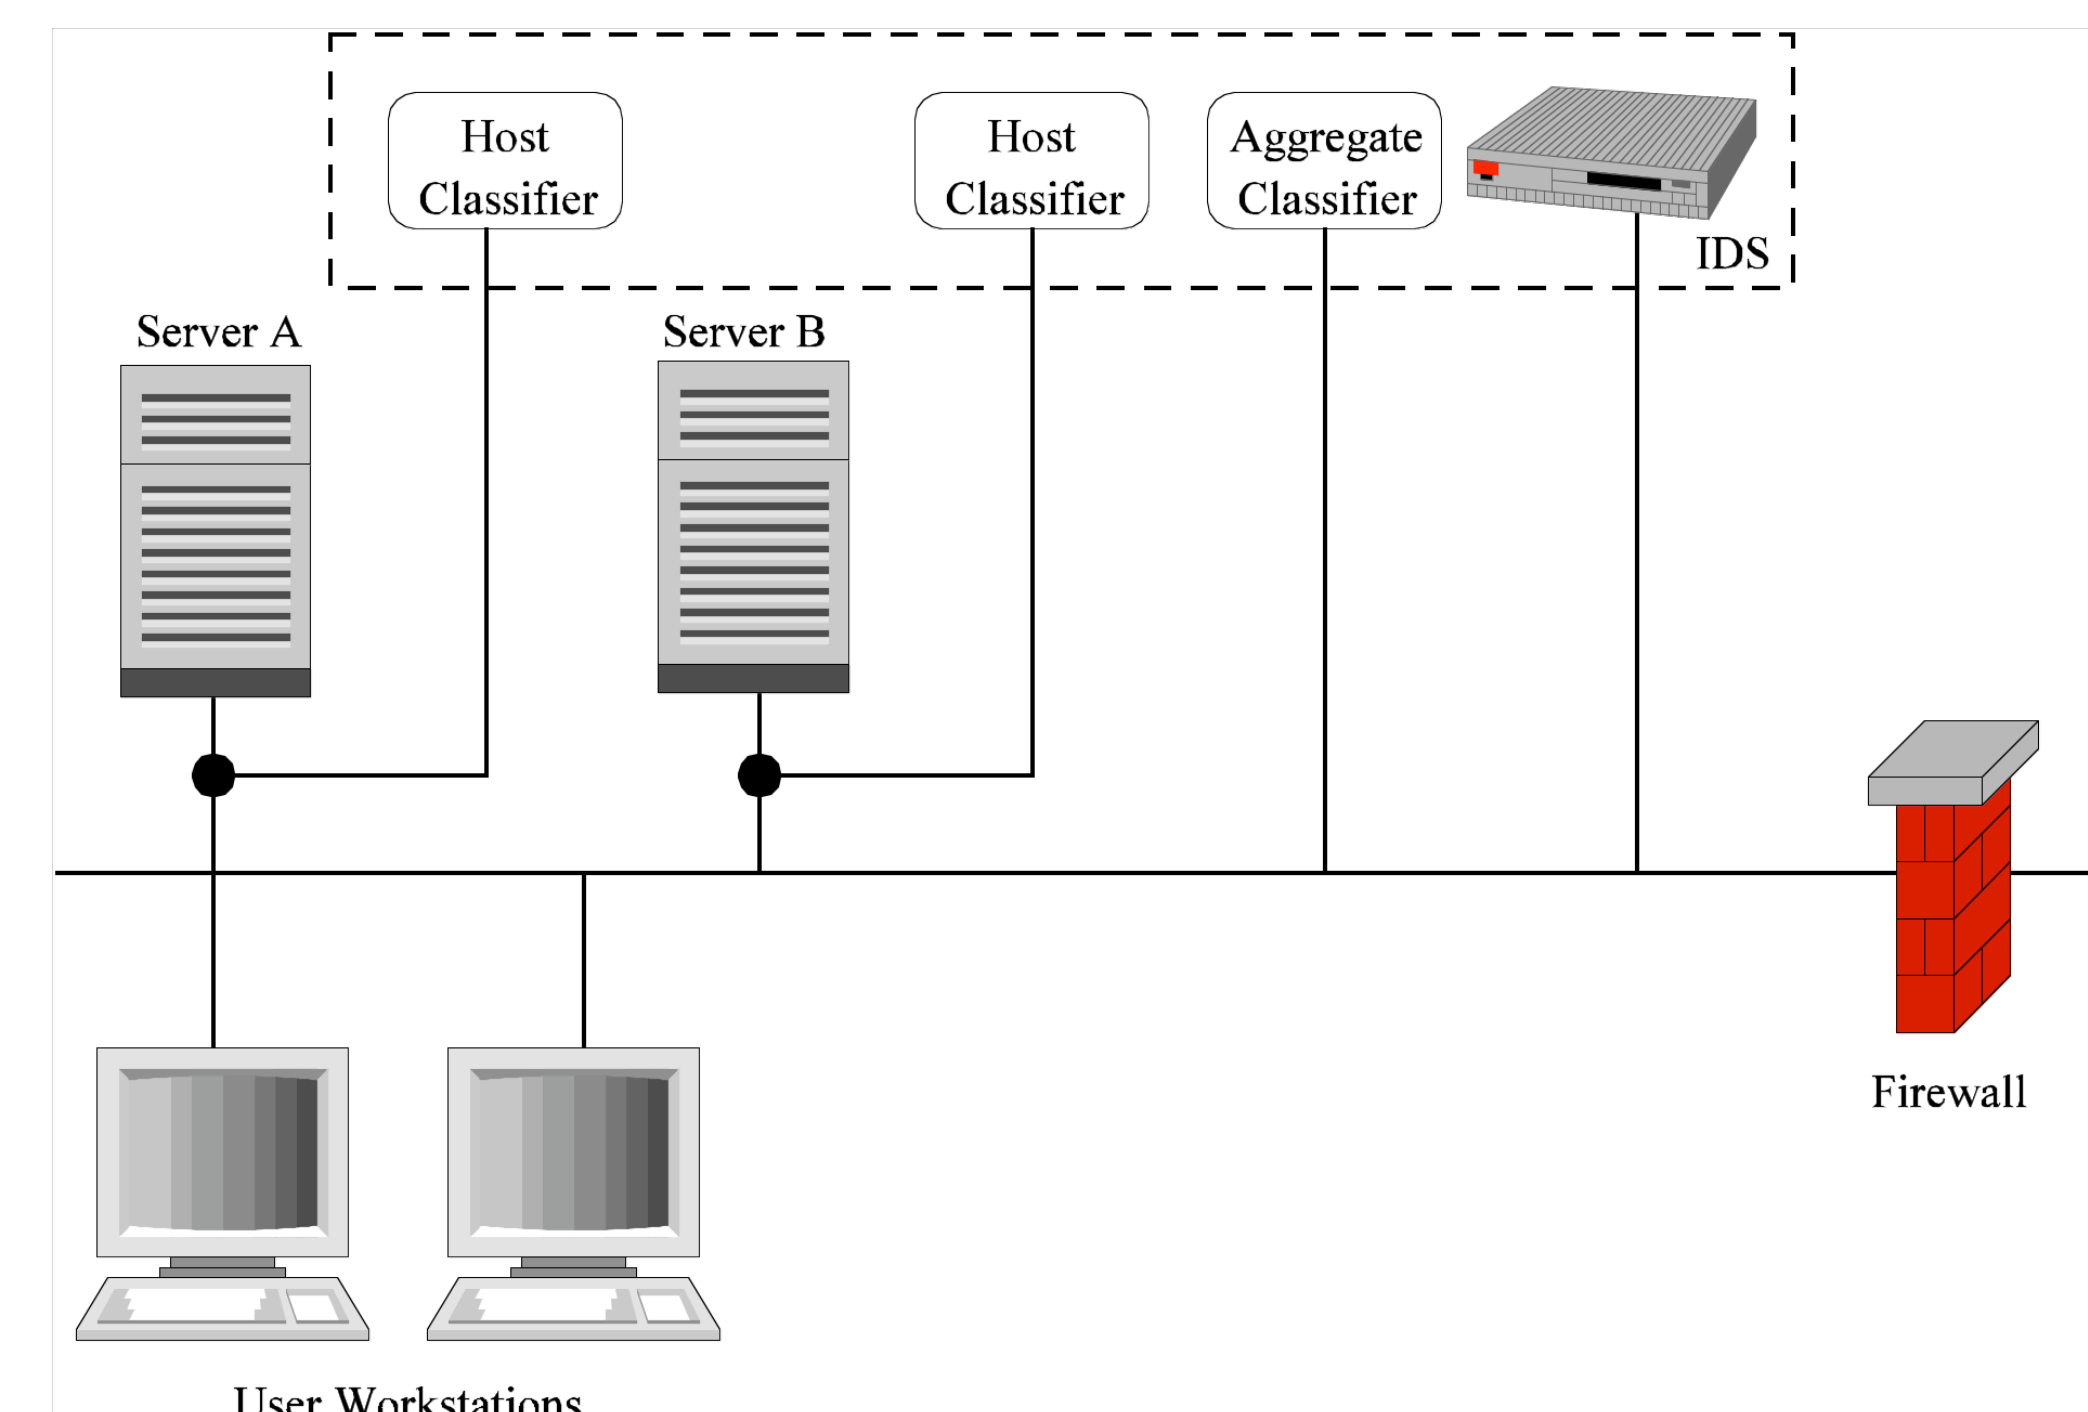 Host
Classifier
Host
Classifier
Aggregate
Classifier
IDS
Server A
Server B
Firewall
User Workstations